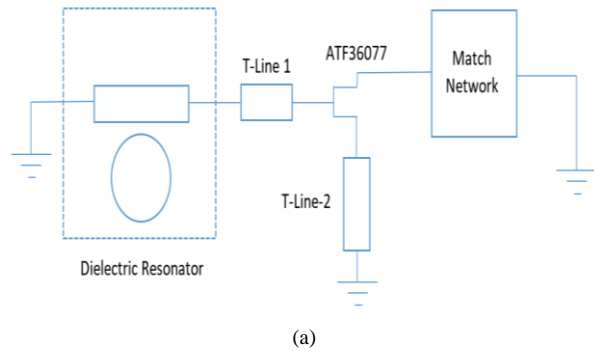 T-Line 1
ATF36077
Match
Network
T-Line-2
Dielectric Resonator
(a)